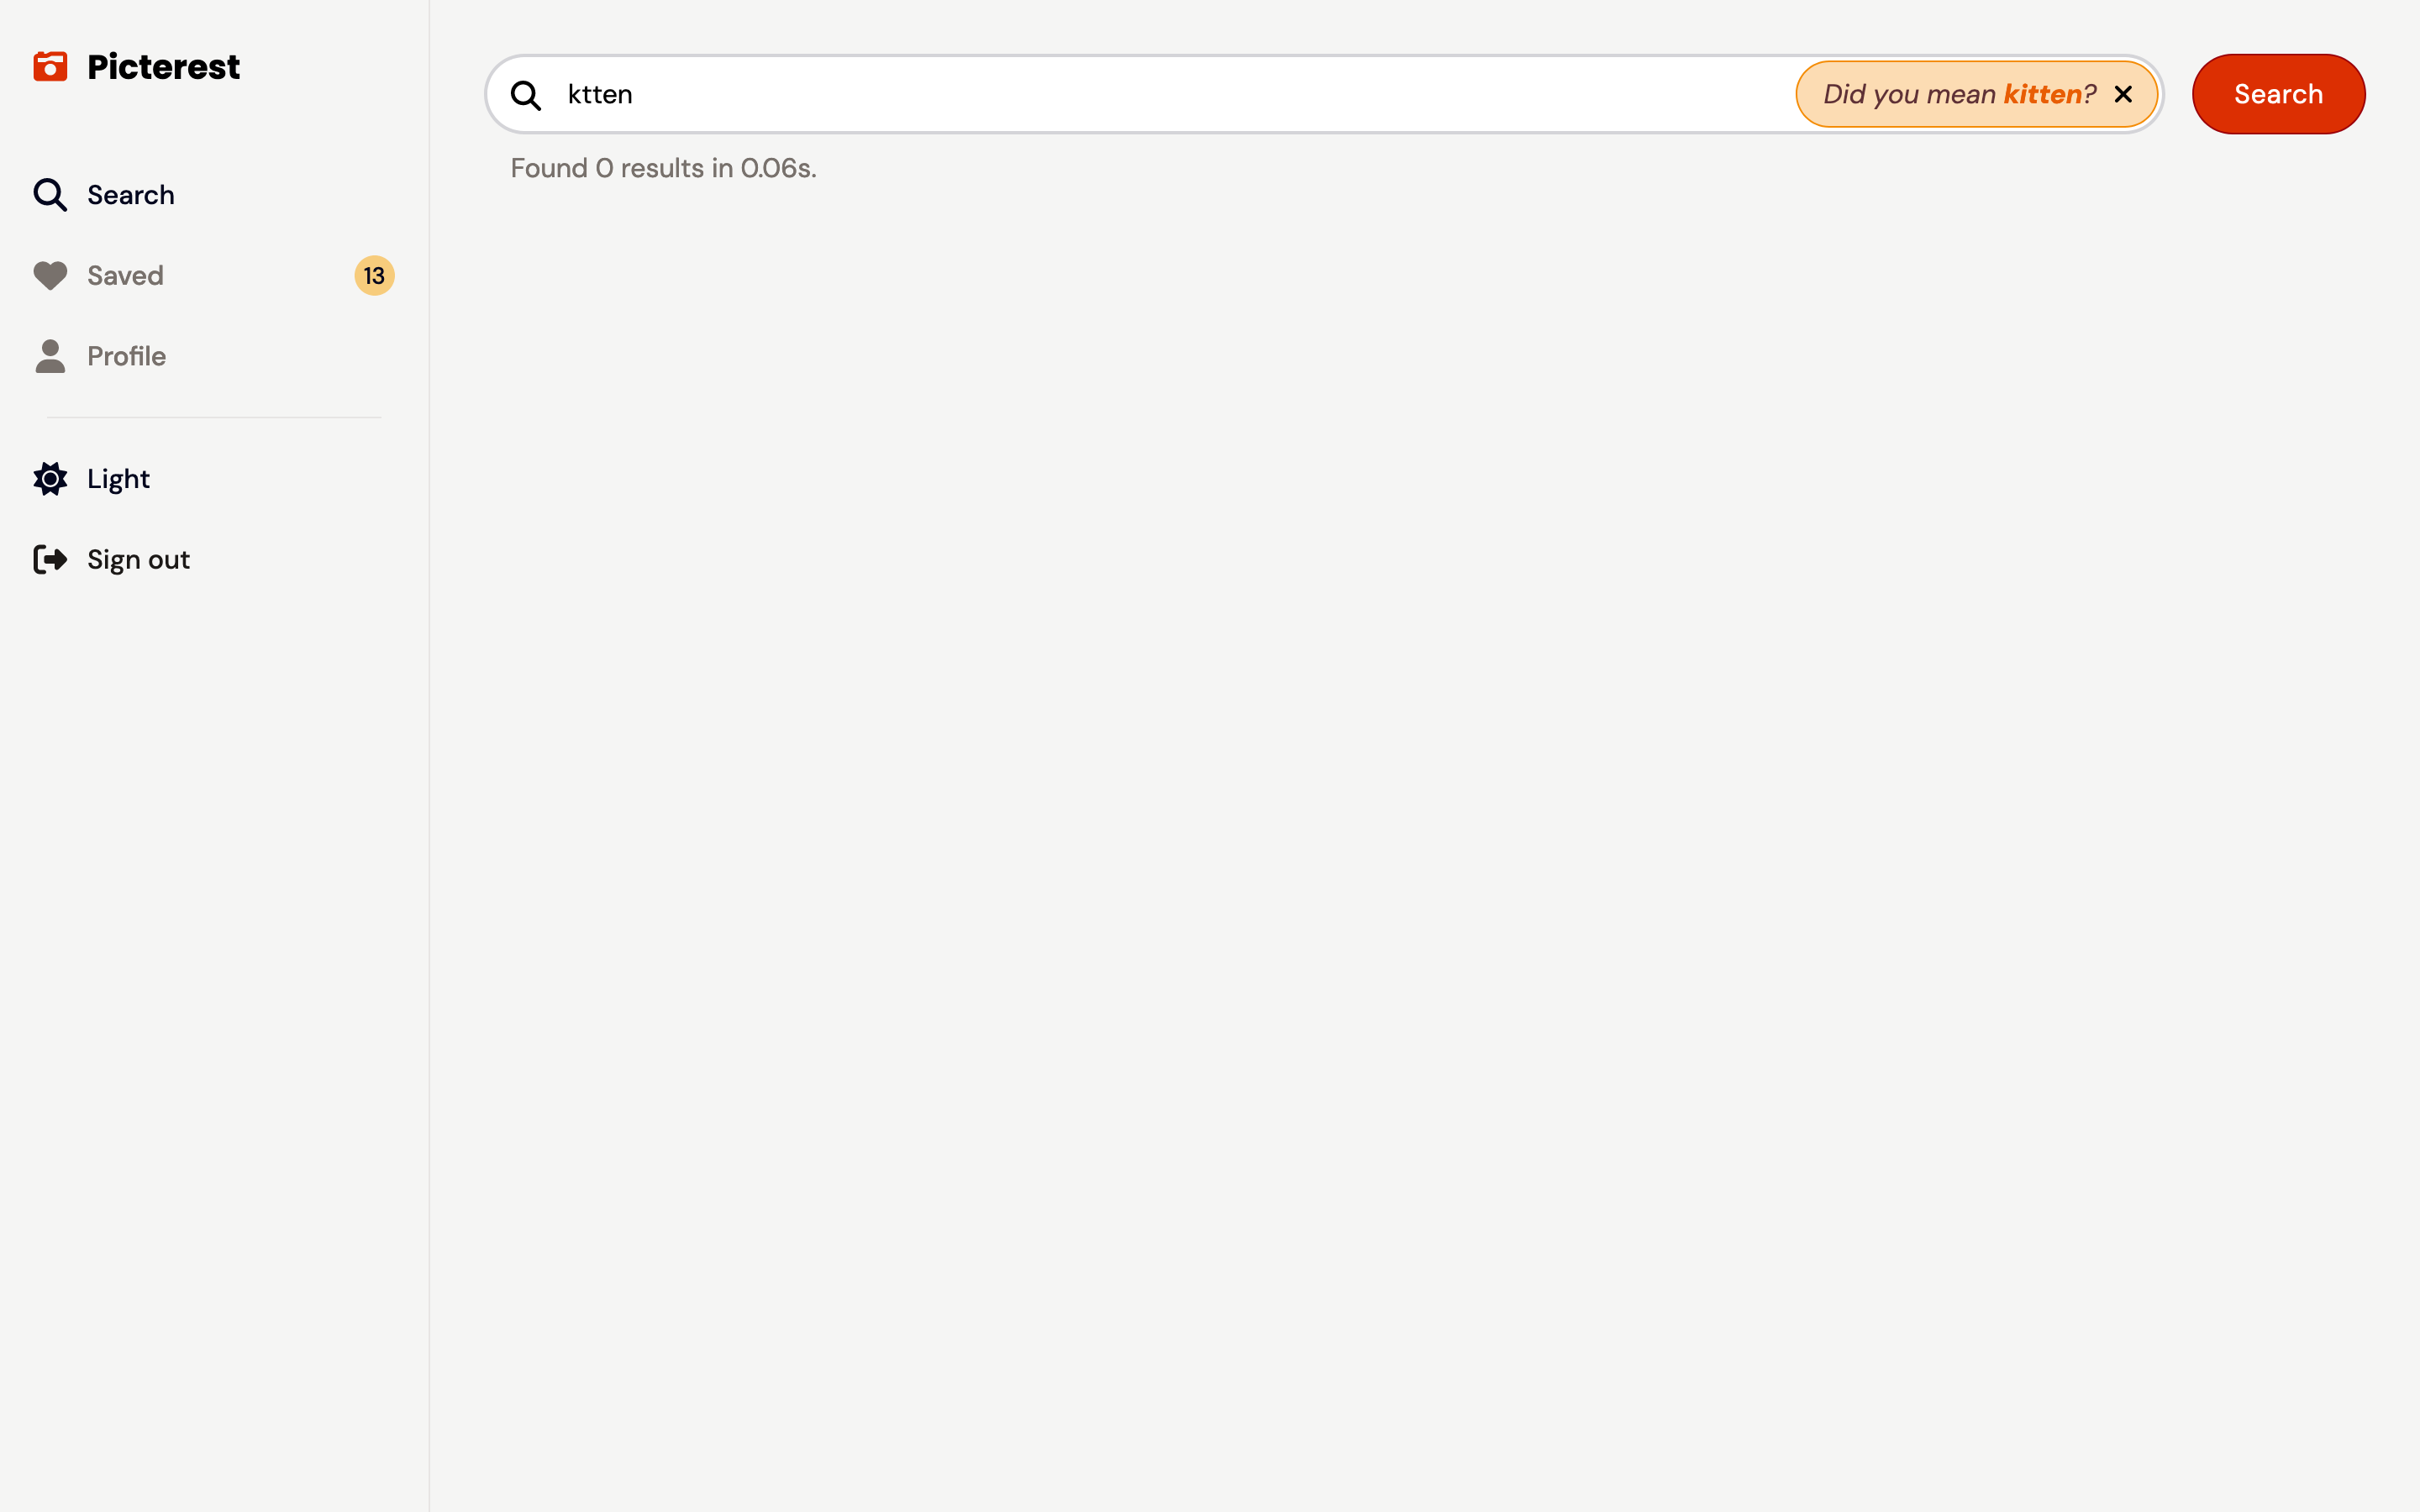 Picterest
Search
Saved 13
Profile
Light
Sign out
ktten
Did you mean kitten?
Search
Found 0 results in 0.06s.